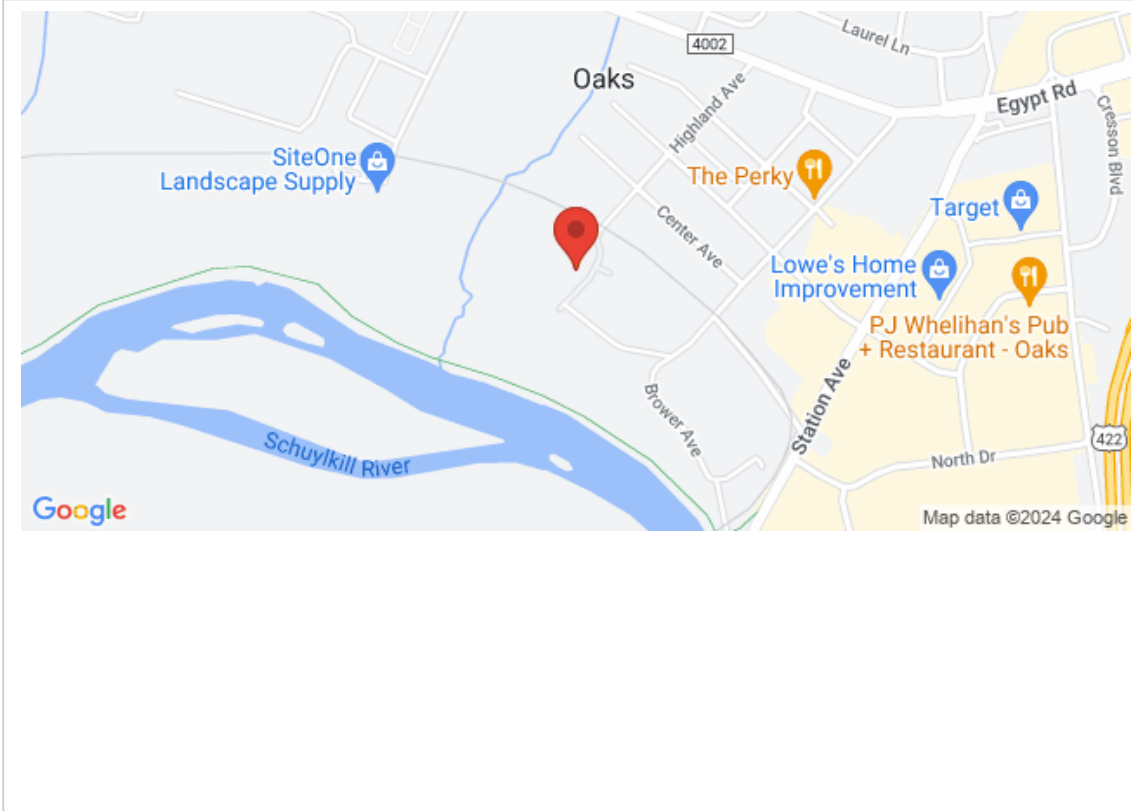 Laurel Ln
4002
Oaks
Egypt Rd
Highland Ave
Cresson Blvd
SiteOne
Landscape Supply
The Perky
Target
Center Ave
Lowe's Home
Improvement
PJ Whelihan's Pub
+ Restaurant - Oaks
Brower Ave
Station Ave
422
Schuylkill River
North Dr
Google
Map data ©2024 Google